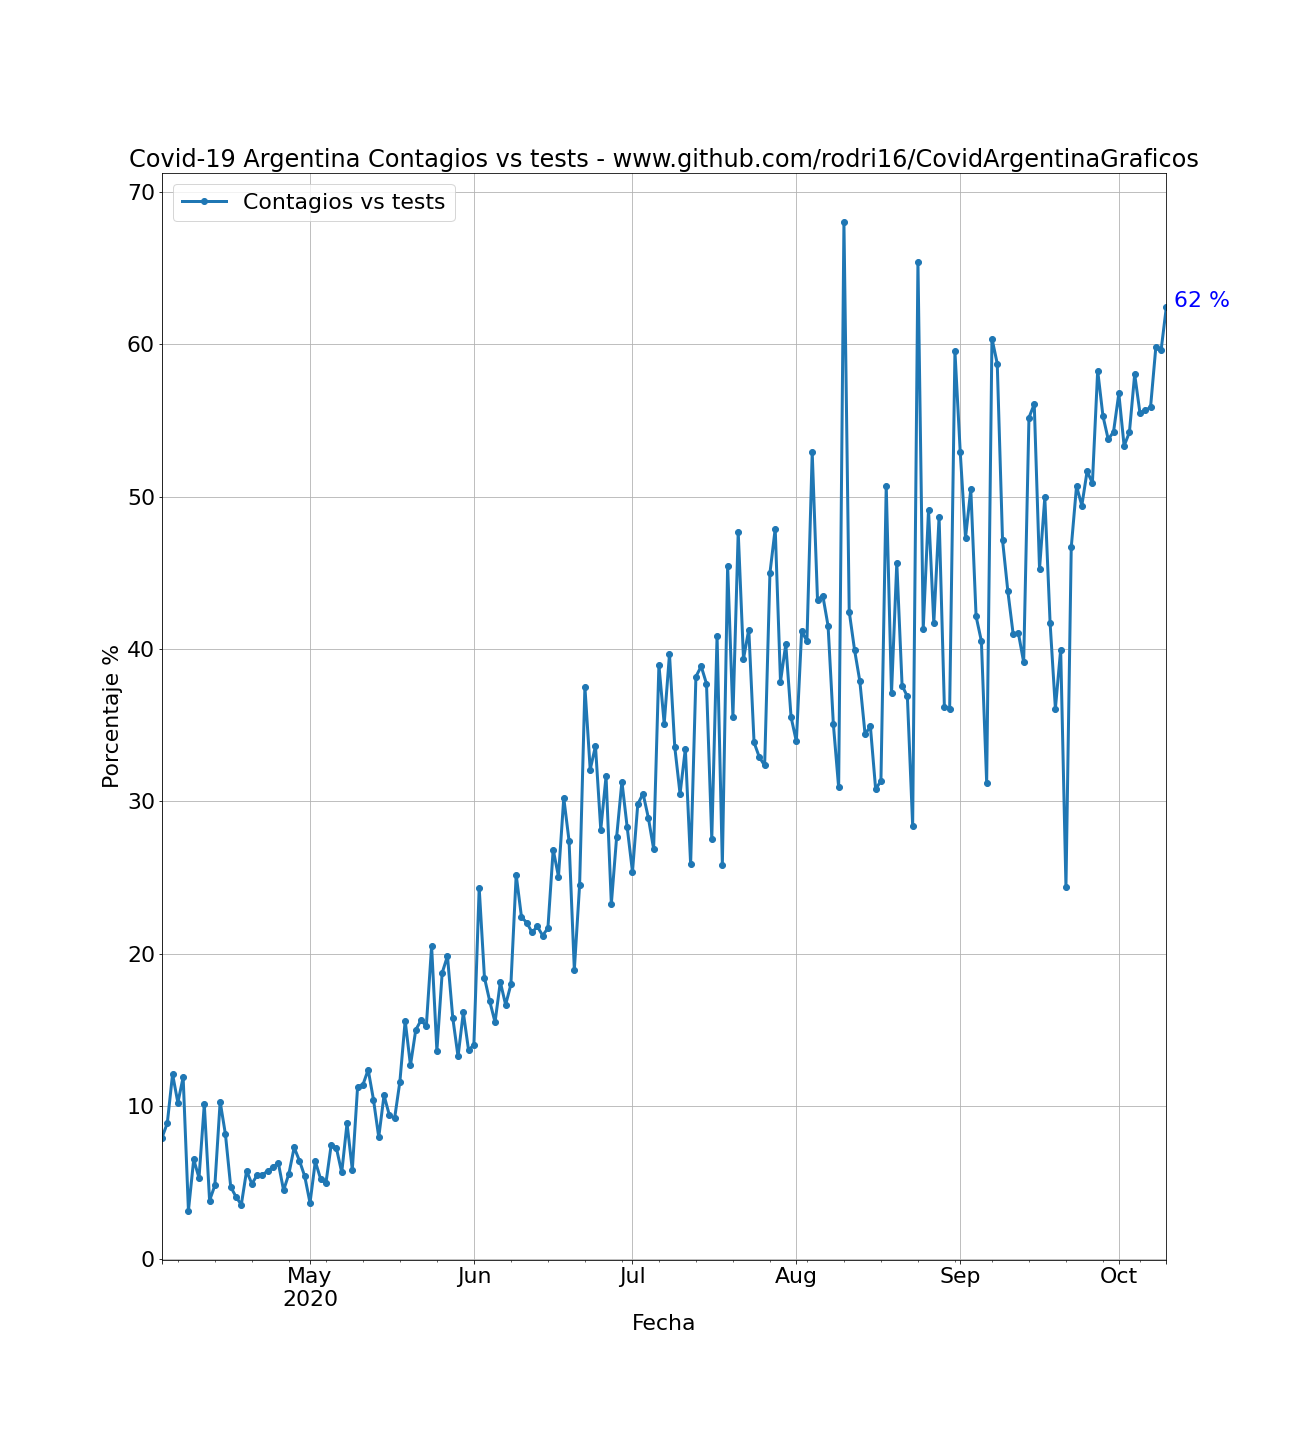 Covid-19 Argentina Contagios vs tests - www.github.com/rodri16/CovidArgentinaGraficos
Contagios vs tests
70
62 %
60
50
40
30
20
10
0
Porcentaje %
May Jun Jul Aug Sep Oct
2020
Fecha